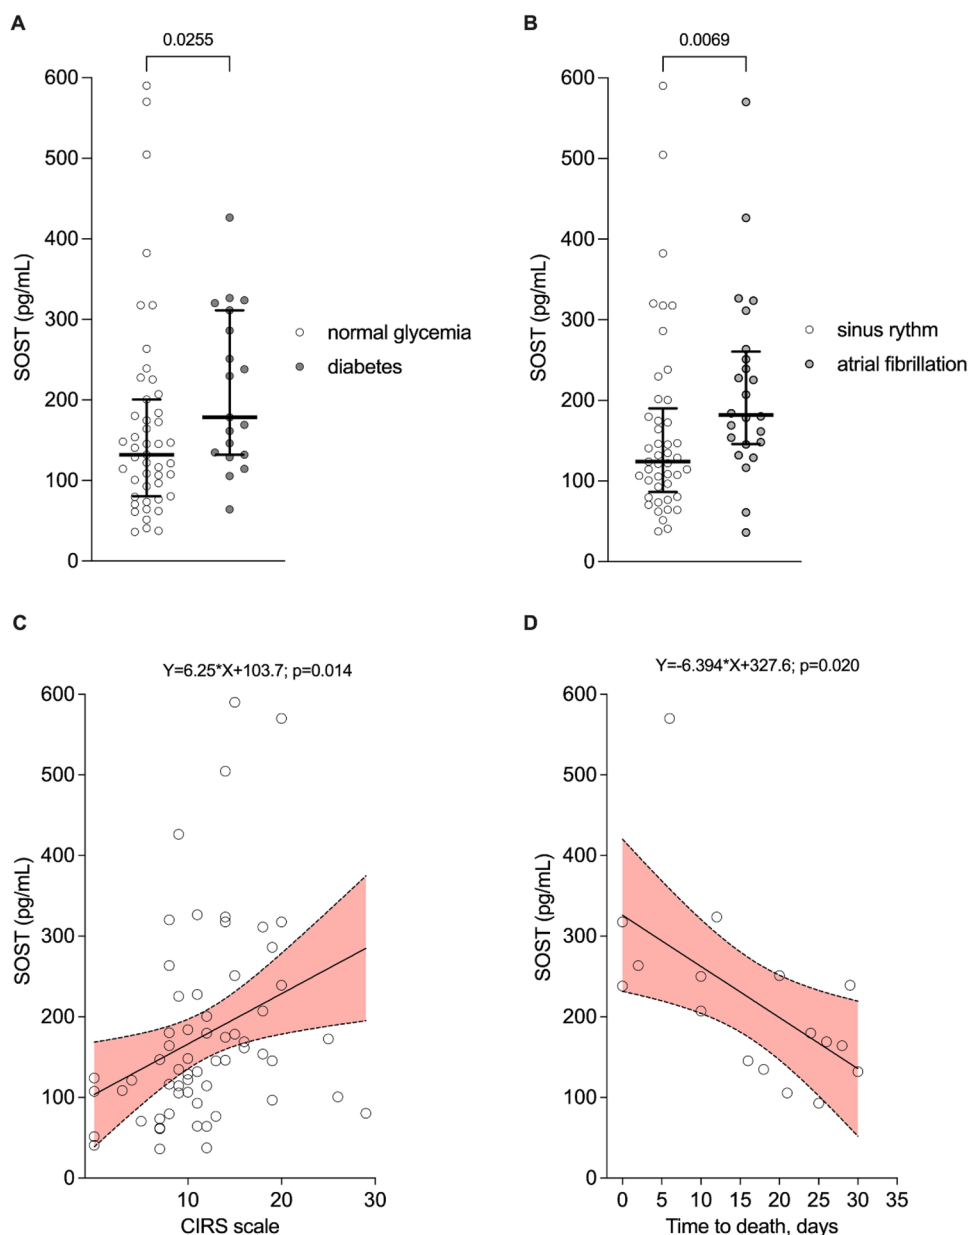 A
0.0255
600
500
400
300
200
100
0
SOST (pg/mL)
normal glycemia
diabetes
B
0.0069
600
500
400
300
200
100
0
SOST (pg/mL)
sinus rythm
atrial fibrillation
C
Y=6.25*X+103.7; p=0.014
600
500
400
300
200
100
0
SOST (pg/mL)
10 20 30
CIRS scale
D
Y=-6.394*X+327.6; p=0.020
600
500
400
300
200
100
0
SOST (pg/mL)
0 5 10 15 20 25 30 35
Time to death, days